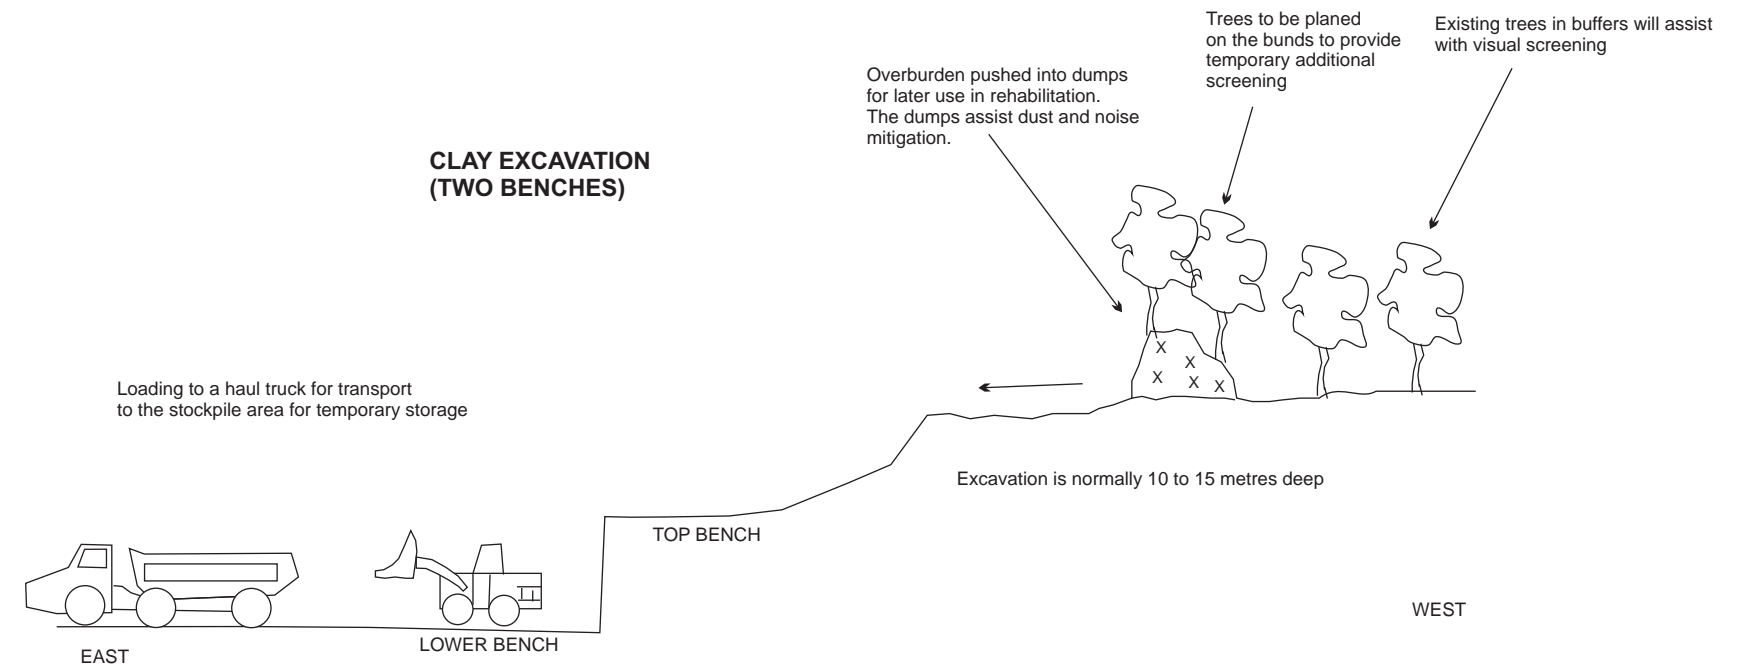 Trees to be planed
on the bunds to provide
temporary additional
screening
Existing trees in buffers will assist
with visual screening
Overburden pushed into dumps
for later use in rehabilitation.
The dumps assist dust and noise
mitigation.
CLAY EXCAVATION
(TWO BENCHES)
X
X
X
X
X
Loading to a haul truck for transport
to the stockpile area for temporary storage
Excavation is normally 10 to 15 metres deep
TOP BENCH
WEST
LOWER BENCH
EAST